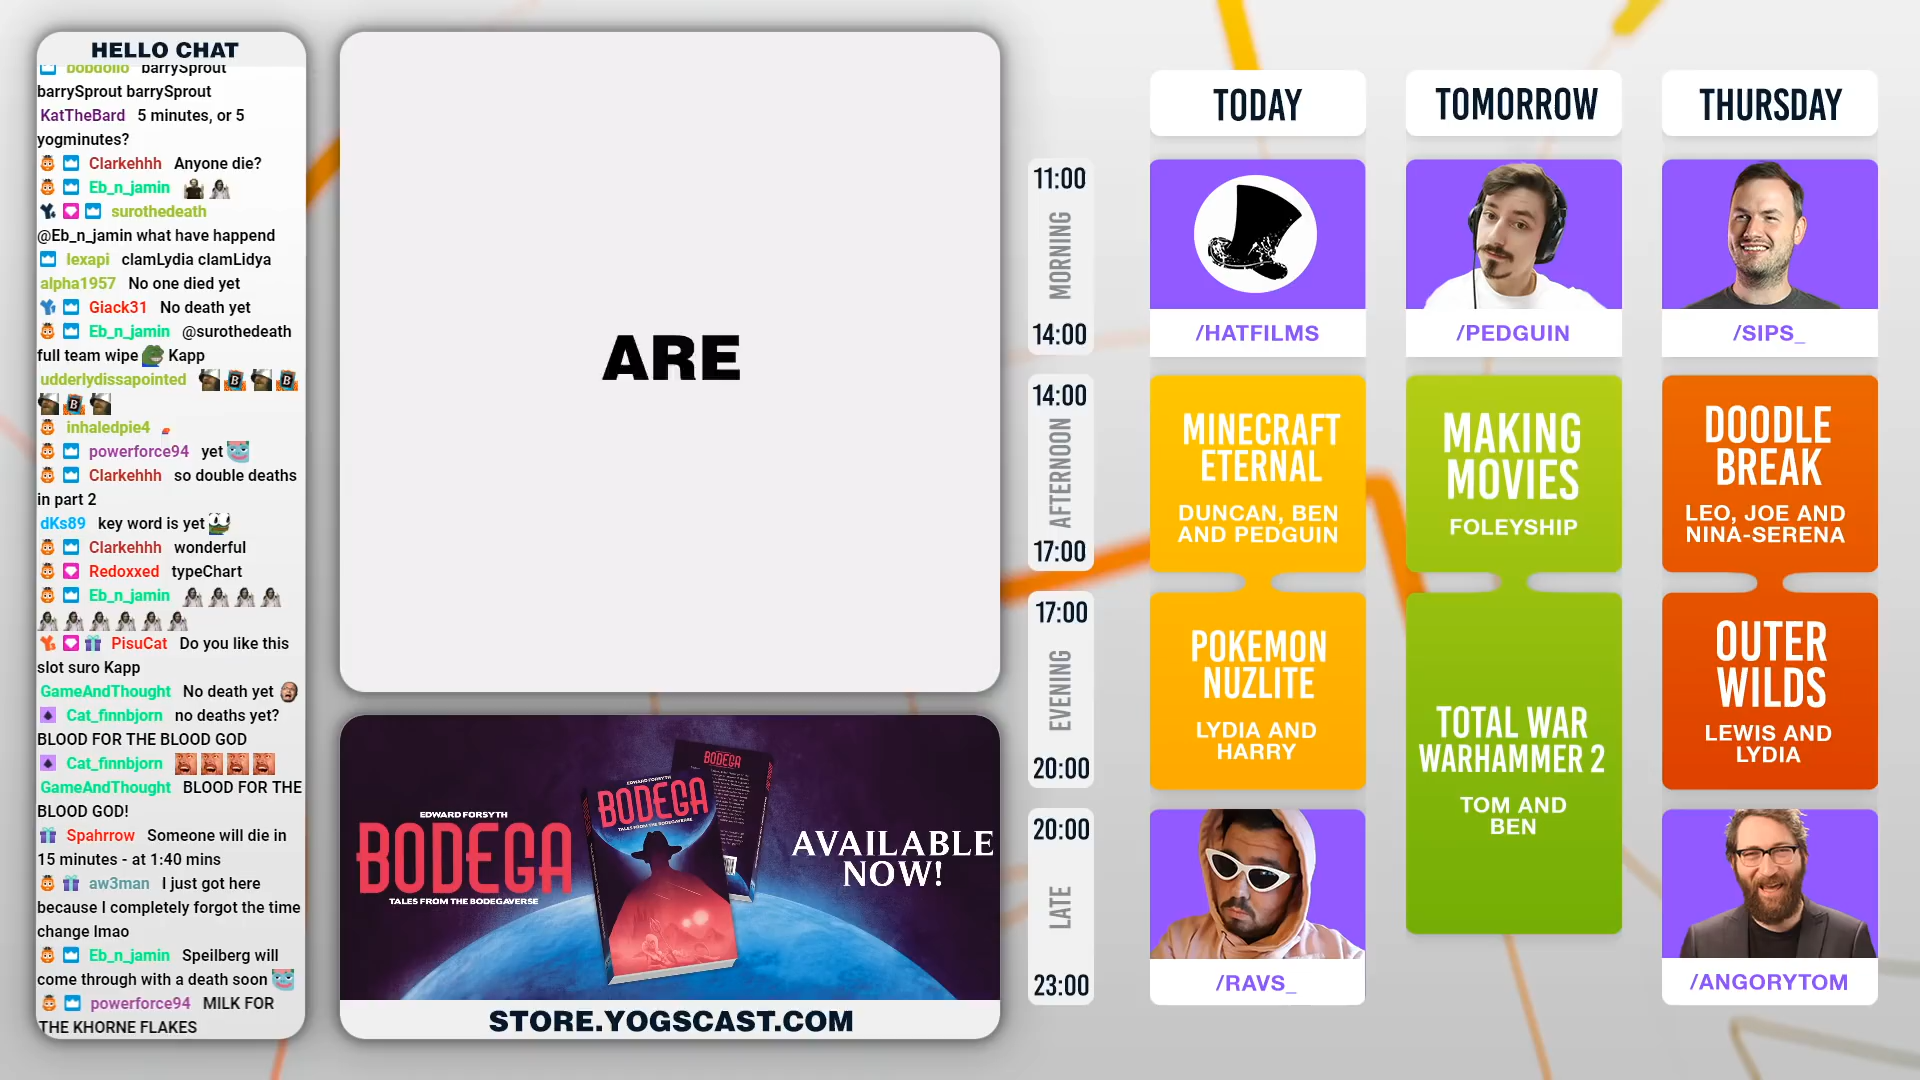 HELLO CHAT
bobdollo barrySprout
barrySprout barrySprout
KatTheBard 5 minutes, or 5
yogminutes?
Clarkehhh Anyone die?
Eb_n_jamin
surothedeath
@Eb_n_jamin what have happend
lexapi clamLydia clamLidya
alpha1957 No one died yet
Giack31 No death yet
Eb_n_jamin @surothedeath
full team wipe Kapp
udderlydissapointed
inhaledpie4
powerforce94 yet
Clarkehhh so double deaths
in part 2
dKs89 key word is yet
Clarkehhh wonderful
Redoxxed typeChart
Eb_n_jamin
PisuCat Do you like this
slot suro Kapp
GameAndThought No death yet
Cat_finnbjorn no deaths yet?
BLOOD FOR THE BLOOD GOD
Cat_finnbjorn
GameAndThought BLOOD FOR THE
BLOOD GOD!
Spahrrow Someone will die in
15 minutes - at 1:40 mins
aw3man I just got here
because I completely forgot the time
change lmao
Eb_n_jamin Speilberg will
come through with a death soon
powerforce94 MILK FOR
THE KHORNE FLAKES
ARE
EDWARD FORSYTH
BODEGA
TALES FROM THE BODEGAVERSE
EDWARD FORSYTH
BODEGA
TALES FROM THE BODEGAVERSE
BODEGA
AVAILABLE
NOW!
STORE.YOGSCAST.COM
11:00
MORNING
14:00
14:00
AFTERNOON
17:00
17:00
EVENING
20:00
20:00
LATE
23:00
TODAY
/HATFILMS
MINECRAFT
ETERNAL
DUNCAN, BEN
AND PEDGUIN
POKEMON
NUZLITE
LYDIA AND
HARRY
/RAVS_
TOMORROW
/PEDGUIN
MAKING
MOVIES
FOLEYSHIP
TOTAL WAR
WARHAMMER 2
TOM AND
BEN
THURSDAY
/SIPS_
DOODLE
BREAK
LEO, JOE AND
NINA-SERENA
OUTER
WILDS
LEWIS AND
LYDIA
/ANGORYTOM